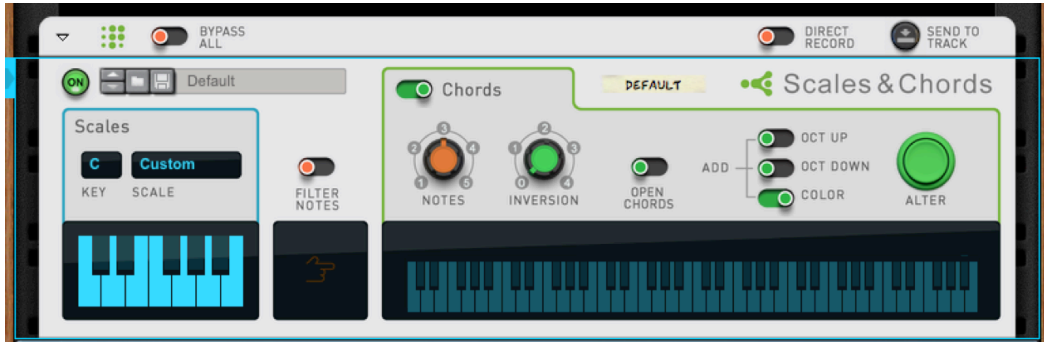 BYPASS
ALL
DIRECT
RECORD
SEND TO
TRACK
ON
Default
Chords
DEFAULT
Scales & Chords
Scales
C
Custom
KEY
SCALE
FILTER
NOTES
1
2
3
4
5
NOTES
0
1
2
3
4
INVERSION
OPEN
CHORDS
ADD
OCT UP
OCT DOWN
COLOR
ALTER